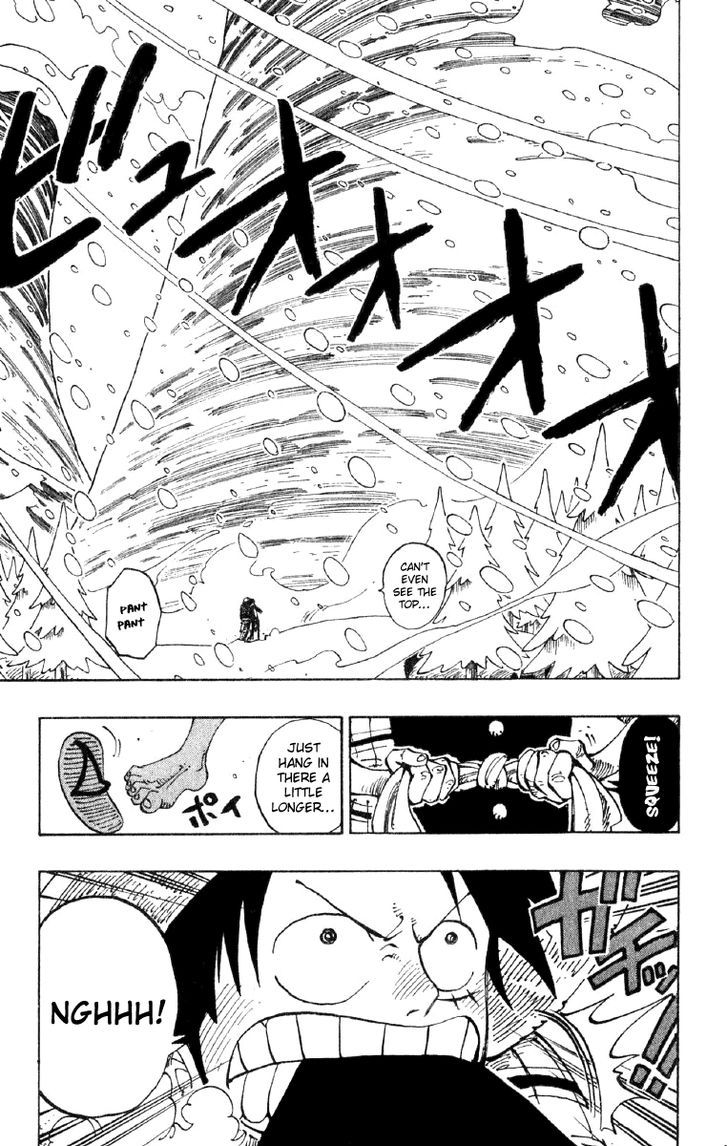 ビュオオオオ
CAN'T
EVEN
SEE THE
TOP...
PANT
PANT
SQUEEZE!
JUST
HANG IN
THERE A
LITTLE
LONGER...
ポイ
ガチッ!!
NGHHH!